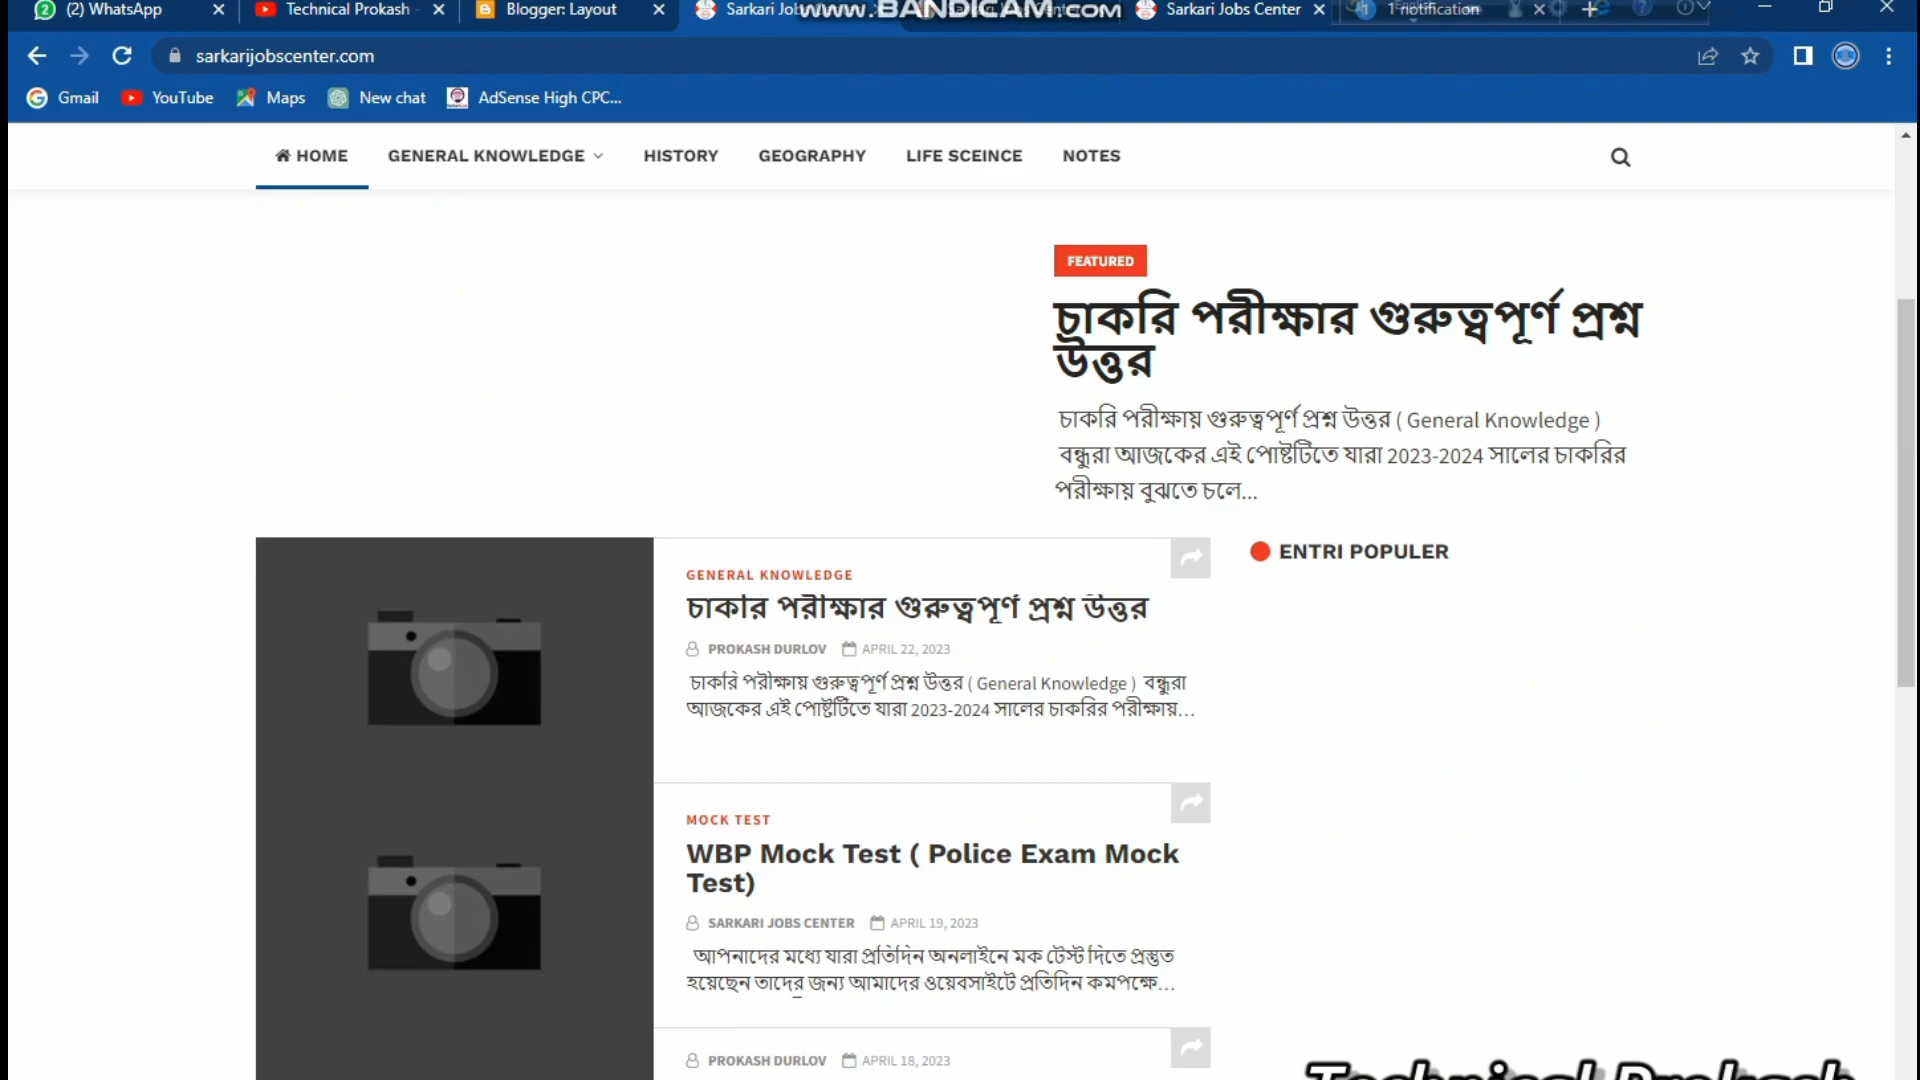 (2) WhatsApp
Technical Prokash -
Blogger: Layout
Sarkari Jobs
www.BANDICAM.com
Sarkari Jobs Center
1 notification
sarkarijobscenter.com
Gmail
YouTube
Maps
New chat
AdSense High CPC...
HOME
GENERAL KNOWLEDGE
HISTORY
GEOGRAPHY
LIFE SCEINCE
NOTES
FEATURED
চাকরি পরীক্ষার গুরুত্বপূর্ণ প্রশ্ন
উত্তর
চাকরি পরীক্ষায় গুরুত্বপূর্ণ প্রশ্ন উত্তর ( General Knowledge )
বন্ধুরা আজকের এই পোষ্টটিতে যারা 2023-2024 সালের চাকরির
পরীক্ষায় বুঝতে চলে...
ENTRI POPULER
GENERAL KNOWLEDGE
চাকরি পরীক্ষার গুরুত্বপূর্ণ প্রশ্ন উত্তর
PROKASH DURLOV APRIL 22, 2023
চাকরি পরীক্ষায় গুরুত্বপূর্ণ প্রশ্ন উত্তর ( General Knowledge ) বন্ধুরা
আজকের এই পোষ্টটিতে যারা 2023-2024 সালের চাকরির পরীক্ষায়...
MOCK TEST
WBP Mock Test ( Police Exam Mock
Test)
SARKARI JOBS CENTER APRIL 19, 2023
আপনাদের মধ্যে যারা প্রতিদিন অনলাইনে মক টেস্ট দিতে প্রস্তুত
হয়েছেন তাদের জন্য আমাদের ওয়েবসাইটে প্রতিদিন কমপক্ষে...
PROKASH DURLOV APRIL 18, 2023
Technical Prokash